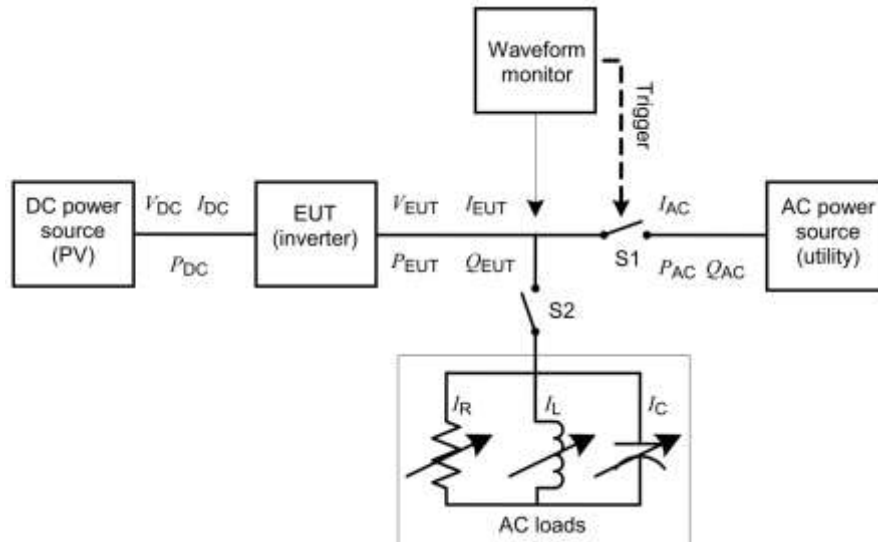 Waveform
monitor
Trigger
DC power
source
(PV)
VDC IDC
PDC
EUT
(inverter)
VEUT IEUT
PEUT QEUT
S1
IAC
PAC QAC
AC power
source
(utility)
S2
IR
IL
IC
AC loads